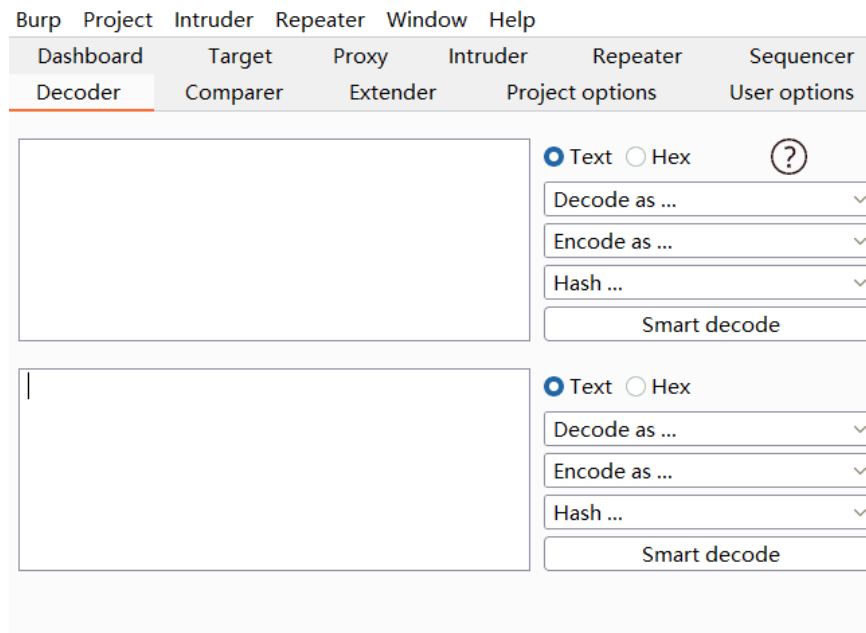 Burp Project Intruder Repeater Window Help
Dashboard Target Proxy Intruder Repeater Sequencer
Decoder Comparer Extender Project options User options
Text Hex ?
Decode as ...
Encode as ...
Hash ...
Smart decode
Text Hex
Decode as ...
Encode as ...
Hash ...
Smart decode